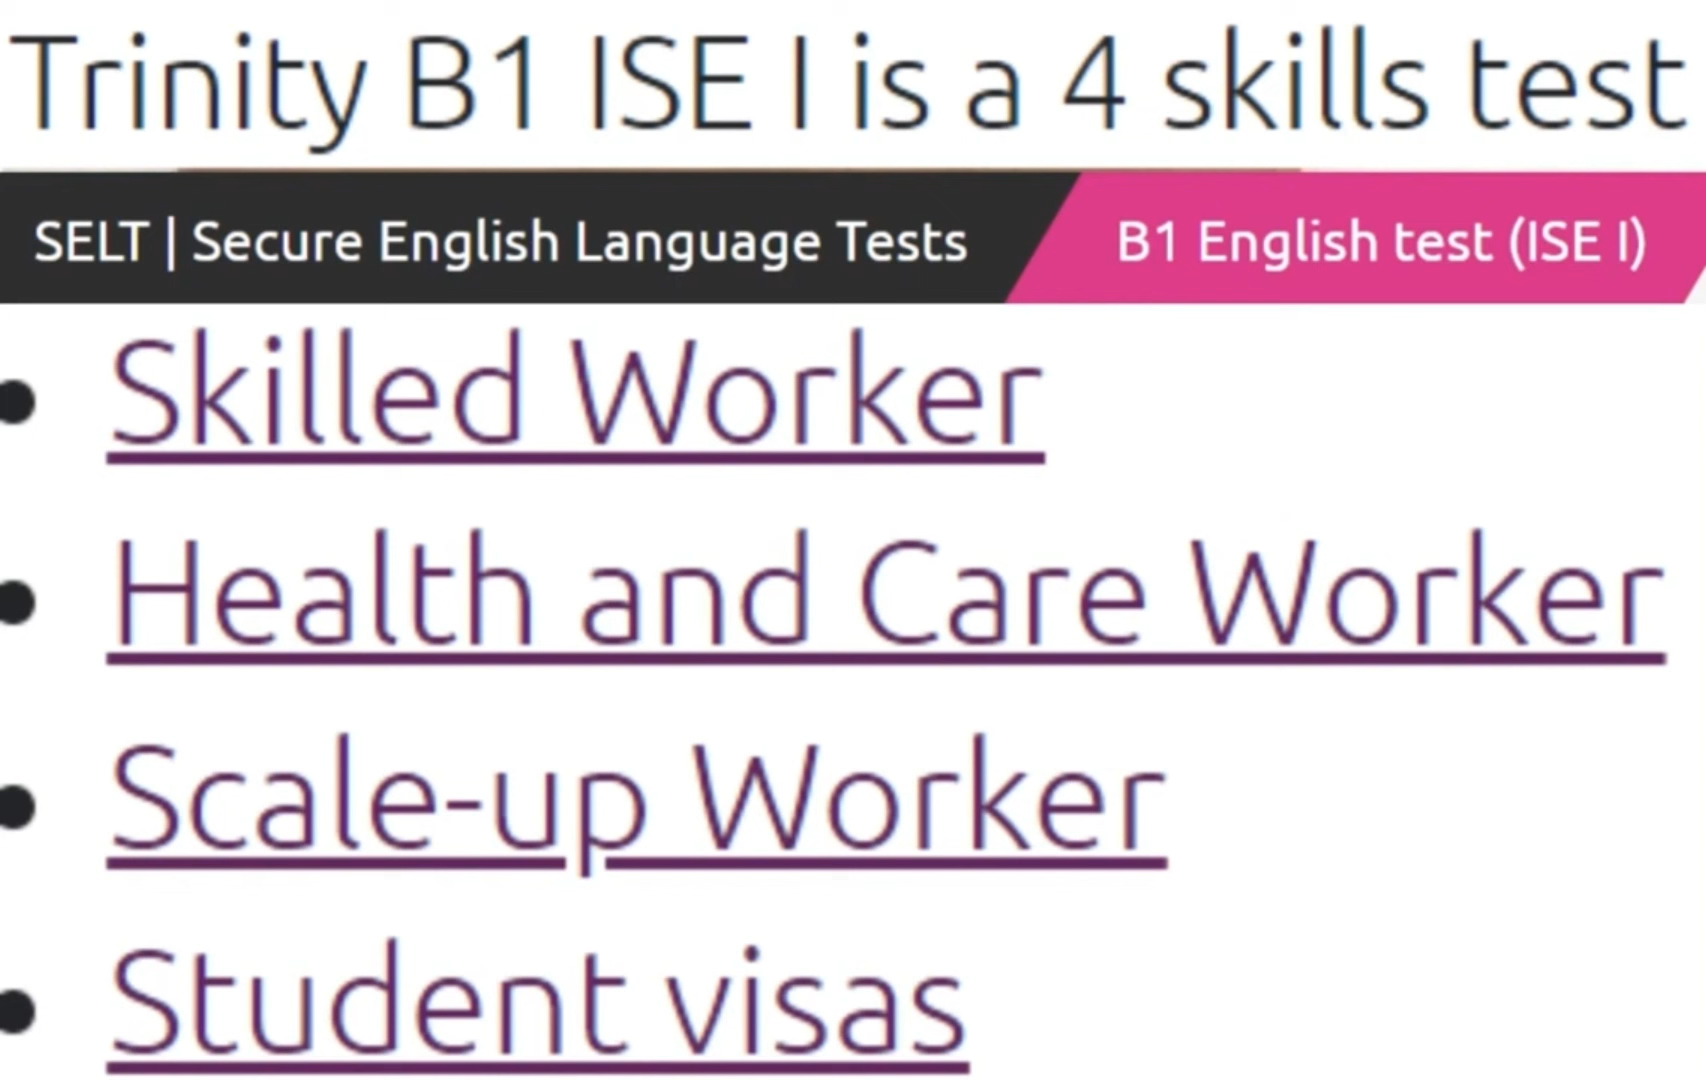 Trinity B1 ISE I is a 4 skills test
SELT | Secure English Language Tests B1 English test (ISE I)
• Skilled Worker
• Health and Care Worker
• Scale-up Worker
• Student visas